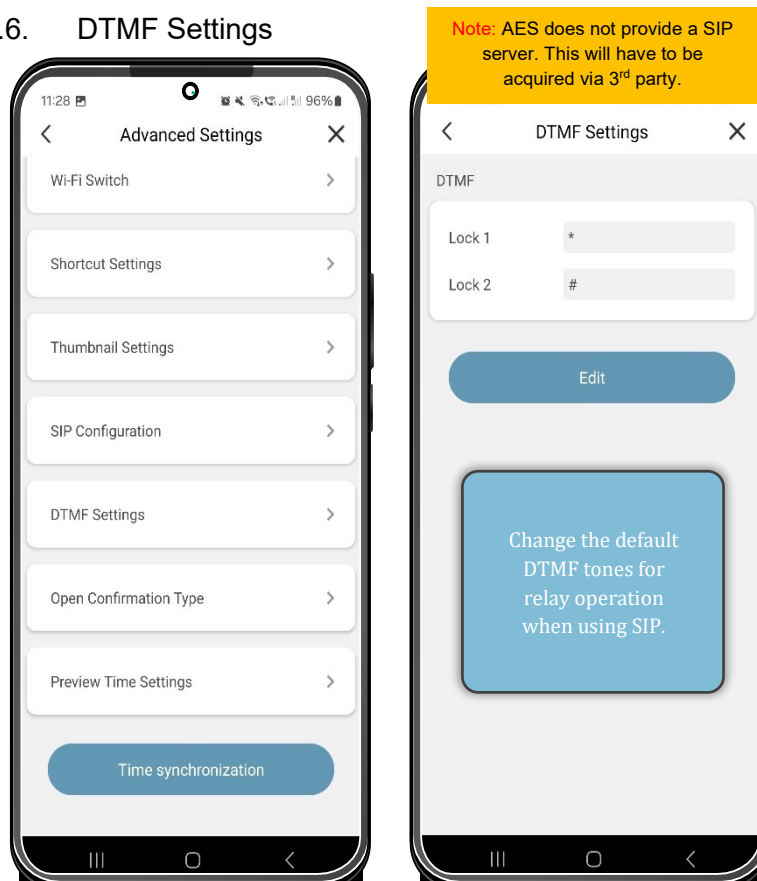 .6. DTMF Settings
Note: AES does not provide a SIP
server. This will have to be
acquired via 3rd party.
11:28 96%
Advanced Settings
Wi-Fi Switch
Shortcut Settings
Thumbnail Settings
SIP Configuration
DTMF Settings
Open Confirmation Type
Preview Time Settings
Time synchronization
DTMF Settings
DTMF
Lock 1 *
Lock 2 #
Edit
Change the default
DTMF tones for
relay operation
when using SIP.